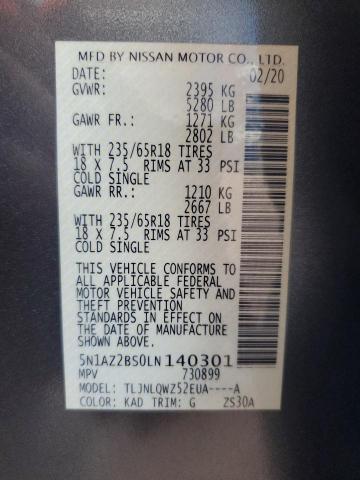 MFD BY NISSAN MOTOR CO., LTD.
DATE: 02/20
GVWR: 2395 KG
5280 LB
GAWR FR.: 1271 KG
2802 LB
WITH 235/65R18 TIRES
18 X 7.5 RIMS AT 33 PSI
COLD SINGLE
GAWR RR.: 1210 KG
2667 LB
WITH 235/65R18 TIRES
18 X 7.5 RIMS AT 33 PSI
COLD SINGLE
THIS VEHICLE CONFORMS TO
ALL APPLICABLE FEDERAL
MOTOR VEHICLE SAFETY AND
THEFT PREVENTION
STANDARDS IN EFFECT ON
THE DATE OF MANUFACTURE
SHOWN ABOVE.
5N1AZ2BS0LN140301
MPV 730899
MODEL: TLJNLQWZ52EUA----A
COLOR: KAD TRIM: G ZS30A